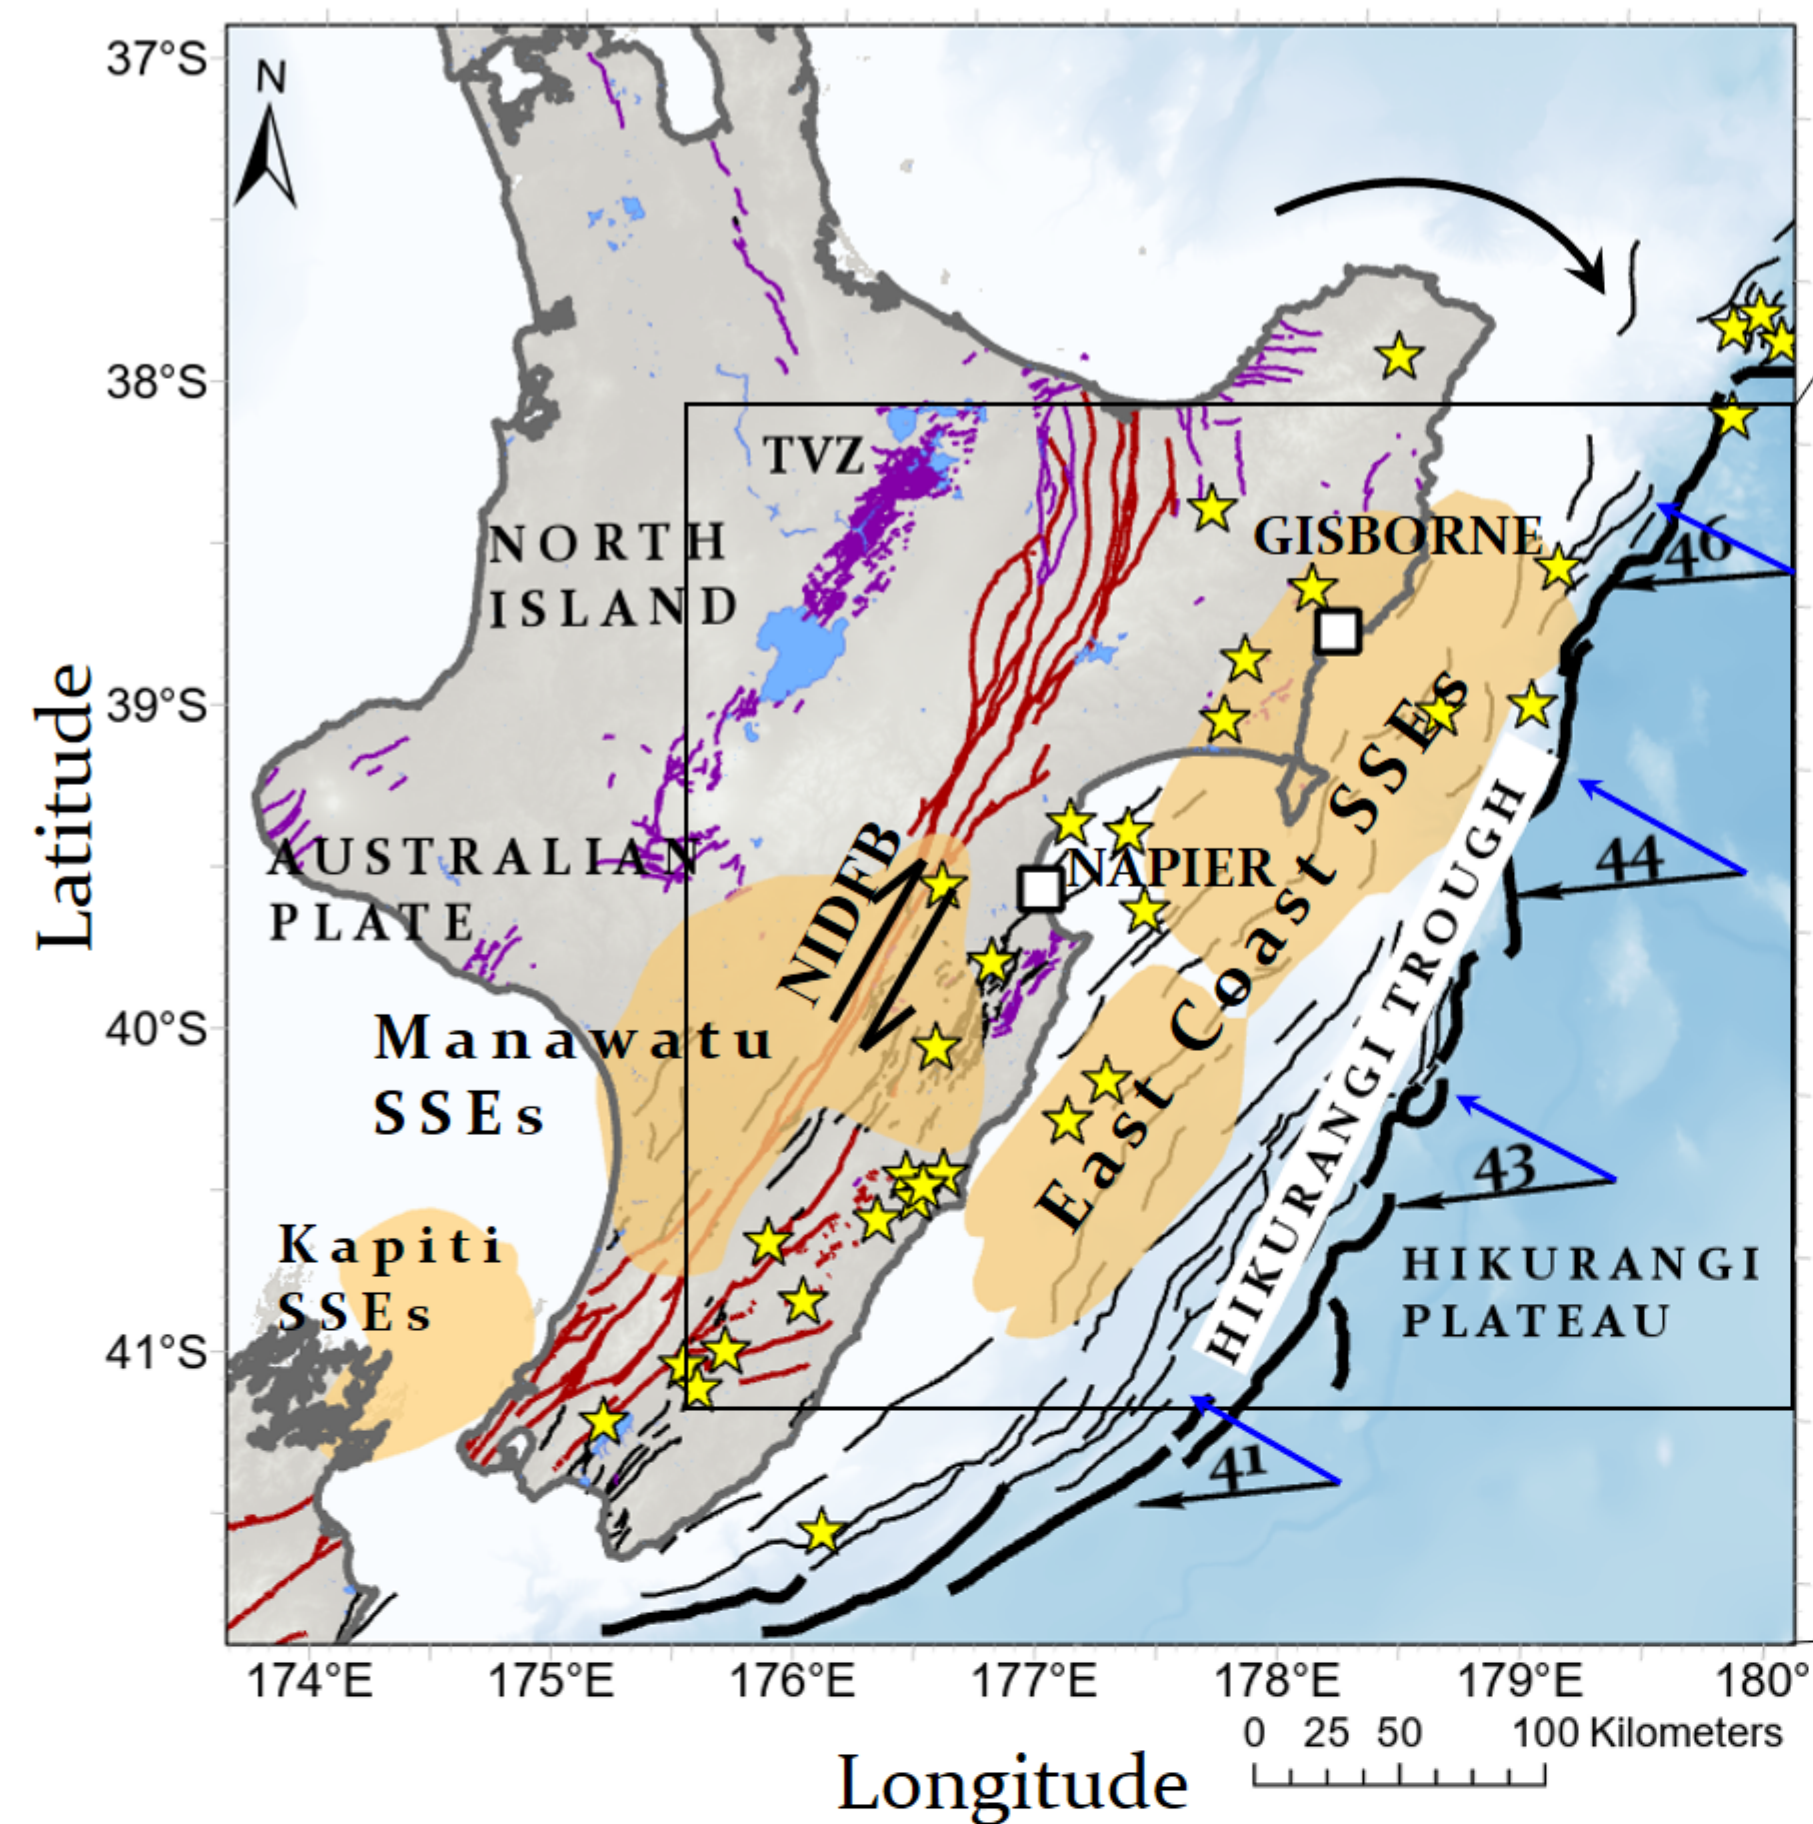 37°S
N
38°S
TVZ
NORTH
ISLAND
GISBORNE
46
39°S
East Coast SSEs
HIKURANGI TROUGH
AUSTRALIAN
PLATE
NIDFB
NAPIER
44
Latitude
40°S
Manawatu
SSEs
43
Kapiti
SSEs
HIKURANGI
PLATEAU
41°S
41
174°E 175°E 176°E 177°E 178°E 179°E 180°
0 25 50 100 Kilometers
Longitude